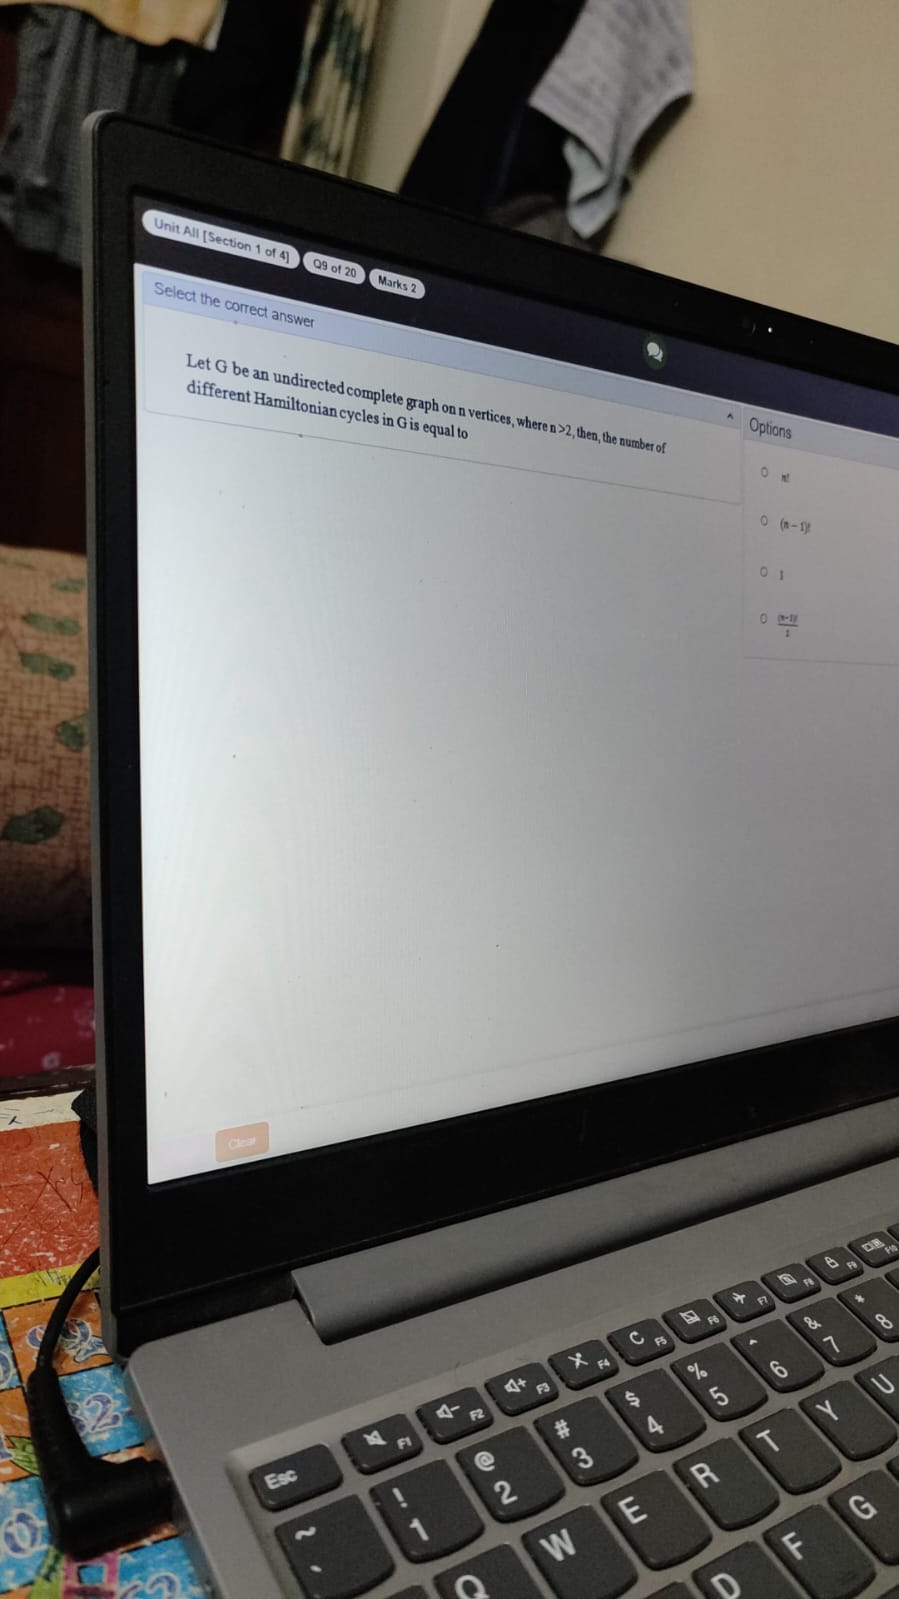 Unit All [Section 1 of 4] Q9 of 20 Marks 2
Select the correct answer
Let G be an undirected complete graph on n vertices, where n >2, then, the number of
different Hamiltonian cycles in G is equal to
Options
n!
(n − 1)!
1
(n−1)!
2
Clear
Esc F1 F2 F3 F4 F5 F6 F7 F8 F9 F10
~ ! 1 @ 2 # 3 $ 4 % 5 ^ 6 & 7 * 8
Q W E R T Y U
D F G